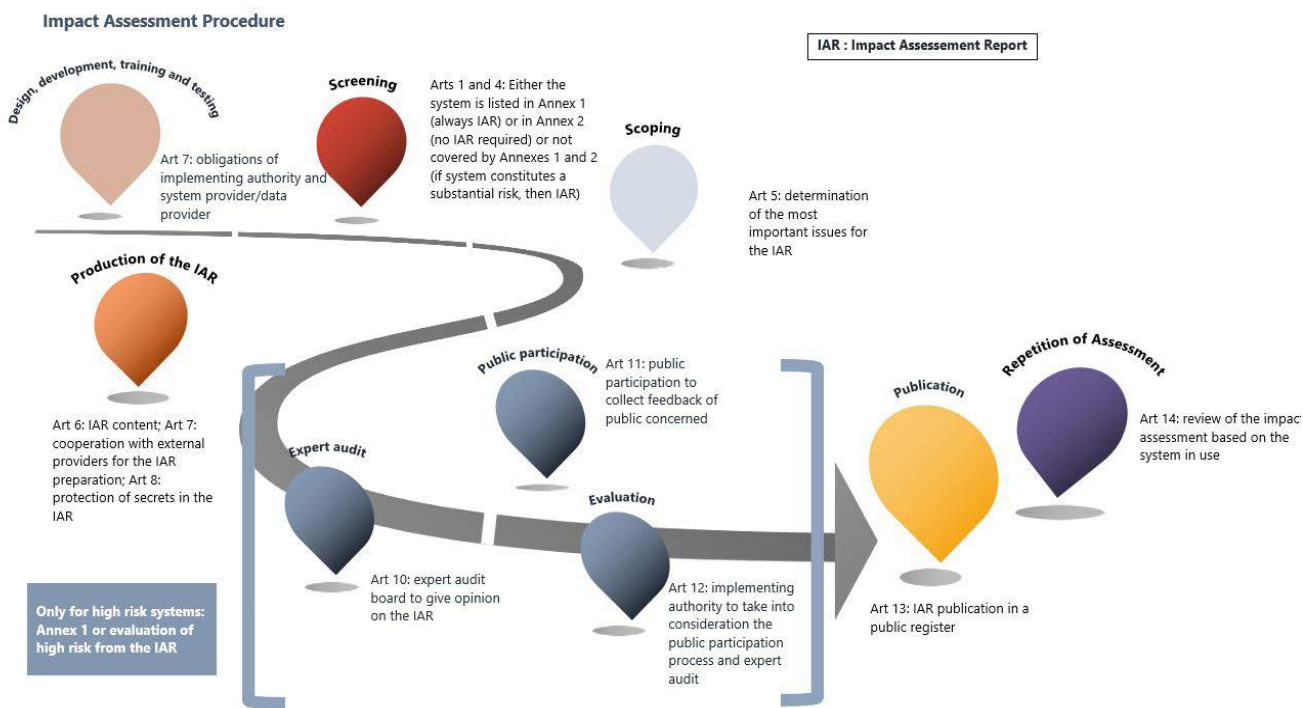 Impact Assessment Procedure
IAR : Impact Assessement Report
Design, development, training and testing
Art 7: obligations of
implementing authority and
system provider/data
provider
Screening
Arts 1 and 4: Either the
system is listed in Annex 1
(always IAR) or in Annex 2
(no IAR required) or not
covered by Annexes 1 and 2
(if system constitutes a
substantial risk, then IAR)
Scoping
Art 5: determination
of the most
important issues for
the IAR
Production of the IAR
Art 6: IAR content; Art 7:
cooperation with external
providers for the IAR
preparation; Art 8:
protection of secrets in the
IAR
Only for high risk systems:
Annex 1 or evaluation of
high risk from the IAR
Expert audit
Art 10: expert audit
board to give opinion
on the IAR
Public participation
Art 11: public
participation to
collect feedback of
public concerned
Evaluation
Art 12: implementing
authority to take into
consideration the
public participation
process and expert
audit
Publication
Art 13: IAR publication in a
public register
Repetition of Assessment
Art 14: review of the impact
assessment based on the
system in use